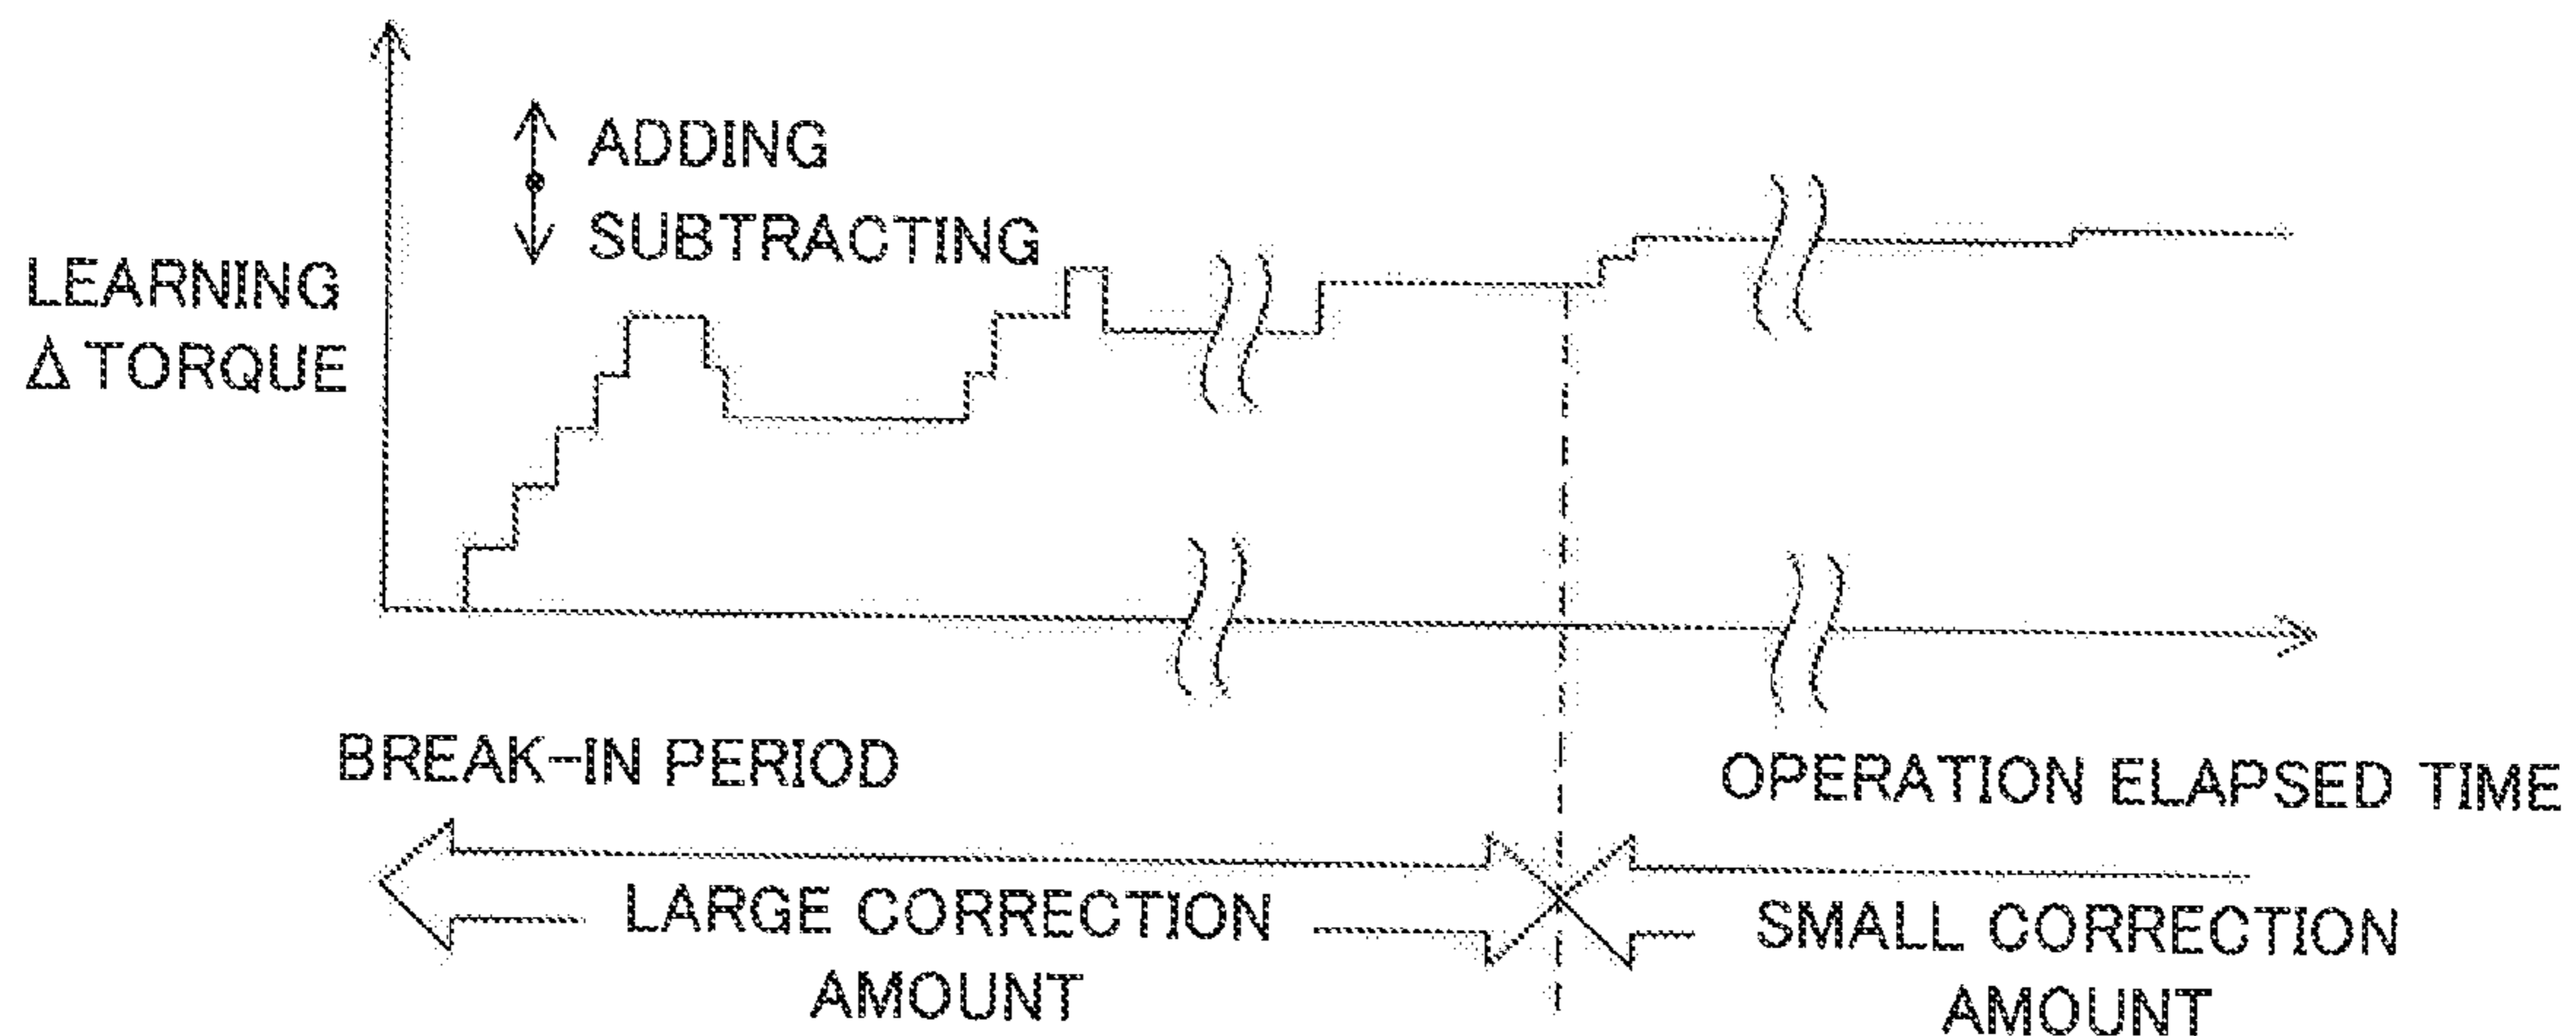 ADDING
SUBTRACTING
LEARNING
Δ TORQUE
BREAK-IN PERIOD
OPERATION ELAPSED TIME
LARGE CORRECTION
AMOUNT
SMALL CORRECTION
AMOUNT